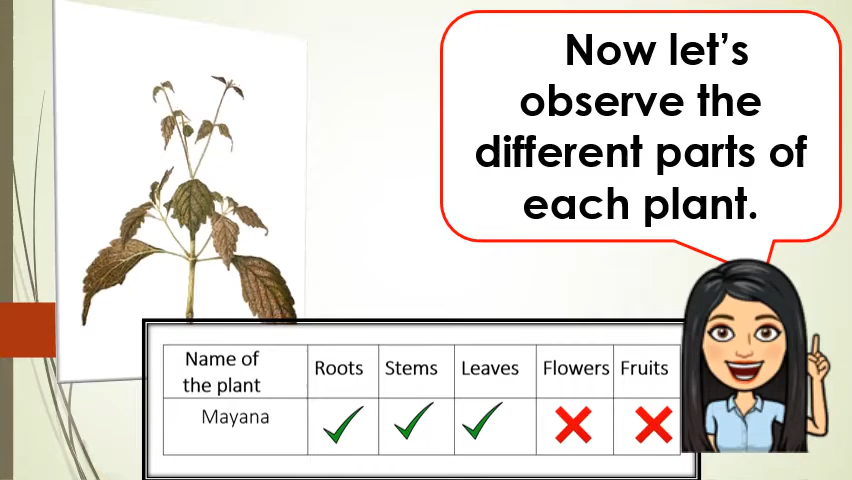 Now let’s
observe the
different parts of
each plant.
Name of
the plant
Roots
Stems
Leaves
Flowers
Fruits
Mayana